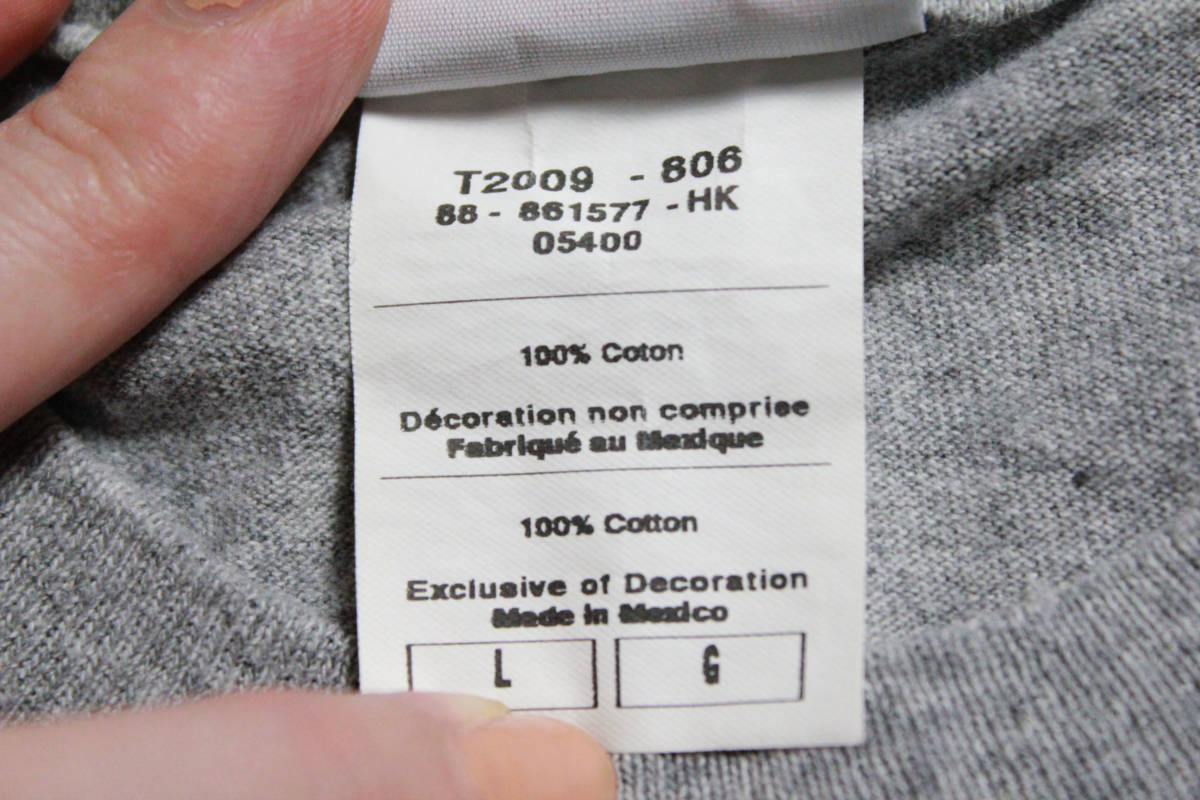 T2009 - 806
88 - 861577 - HK
05400
100% Coton
Décoration non comprise
Fabriqué au Mexique
100% Cotton
Exclusive of Decoration
Made in Mexico
L G